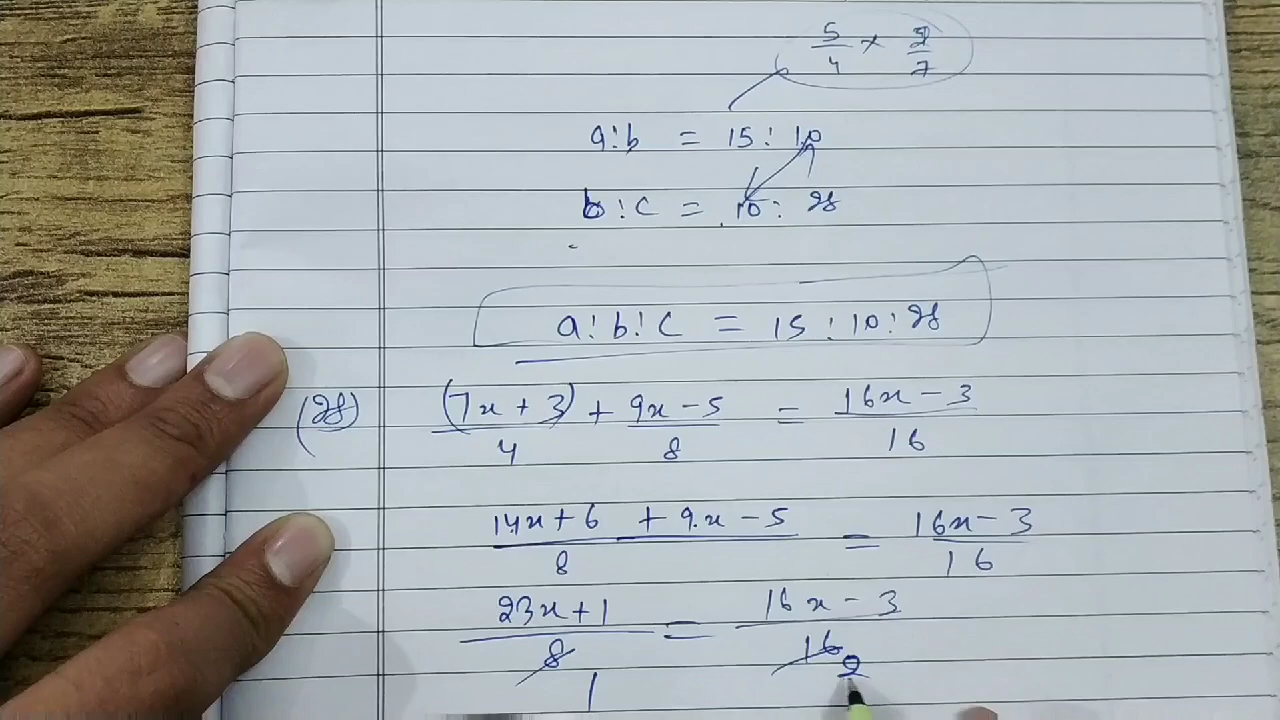 5/4 × 2/7
a:b = 15:10
b:c = 10:28
a:b:c = 15:10:28
(28) (7x+3)/4 + 9x-5/8 = 16x-3/16
14x+6 + 9x-5/8 = 16x-3/16
23x+1/8 = 16x-3/16
1 2